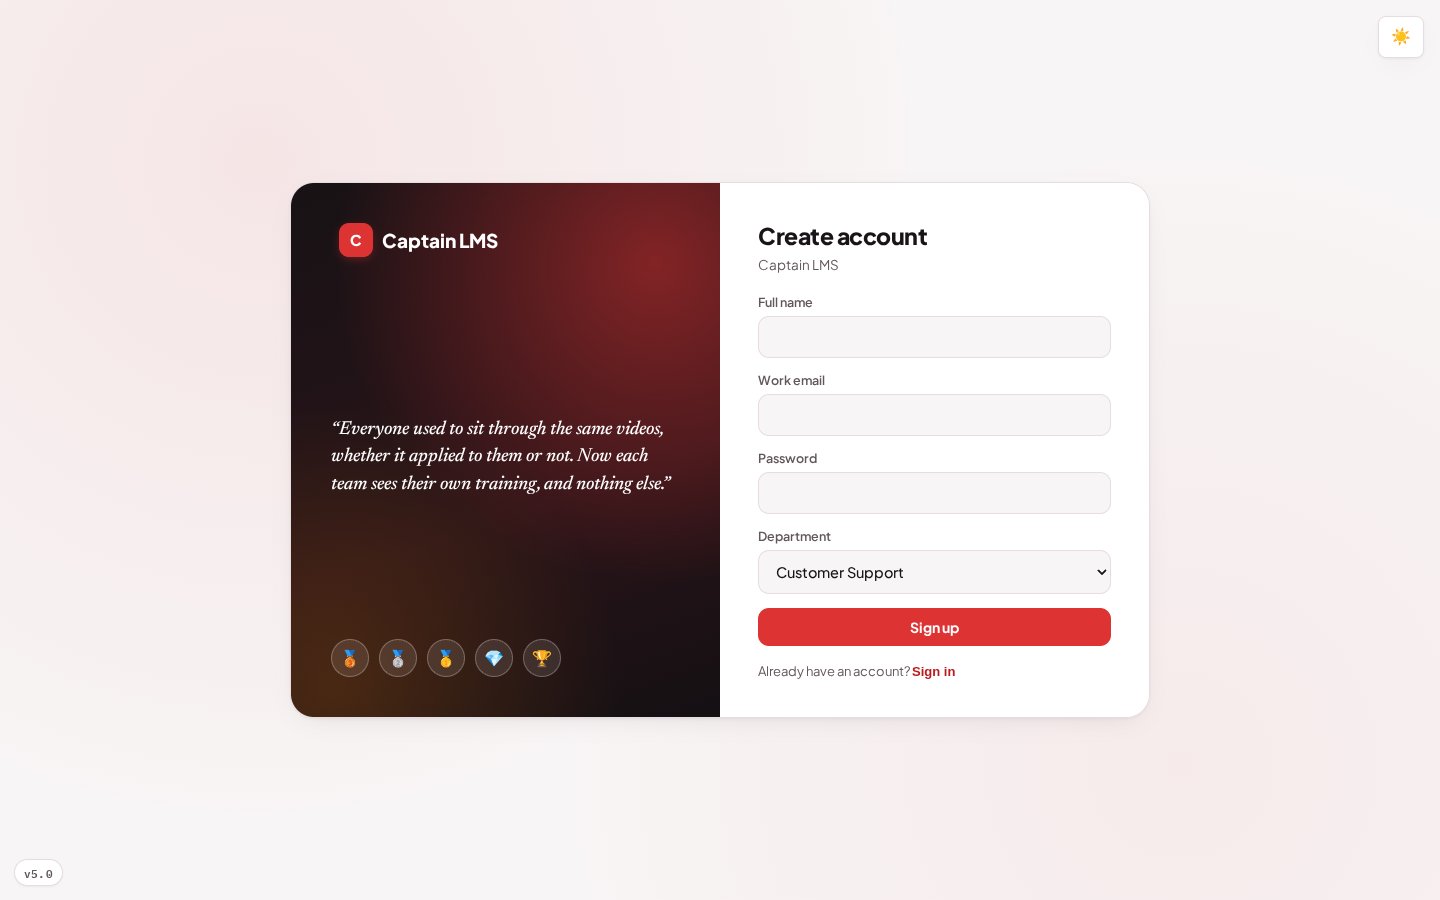 C
Captain LMS
“Everyone used to sit through the same videos,
whether it applied to them or not. Now each
team sees their own training, and nothing else.”
Create account
Captain LMS
Full name
Work email
Password
Department
Customer Support
Sign up
Already have an account? Sign in
v5.0